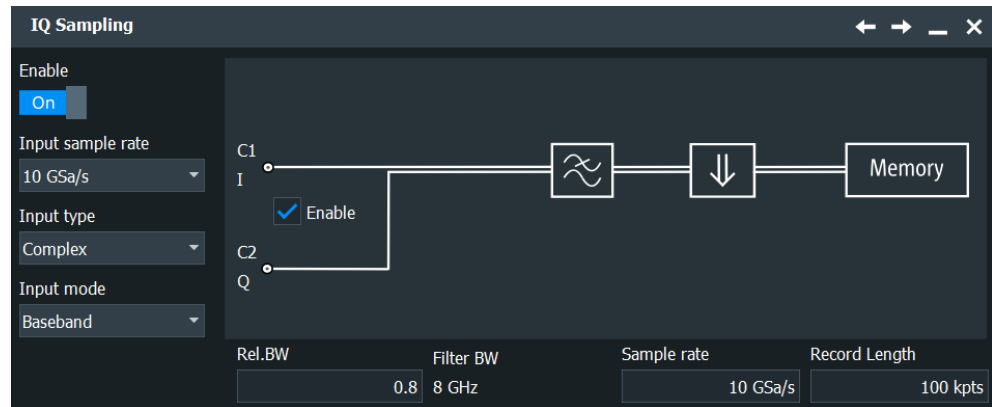 IQ Sampling
Enable
On
Input sample rate
10 GSa/s
Input type
Complex
Input mode
Baseband
C1
I
Enable
C2
Q
Memory
Rel.BW
0.8
Filter BW
8 GHz
Sample rate
10 GSa/s
Record Length
100 kpts